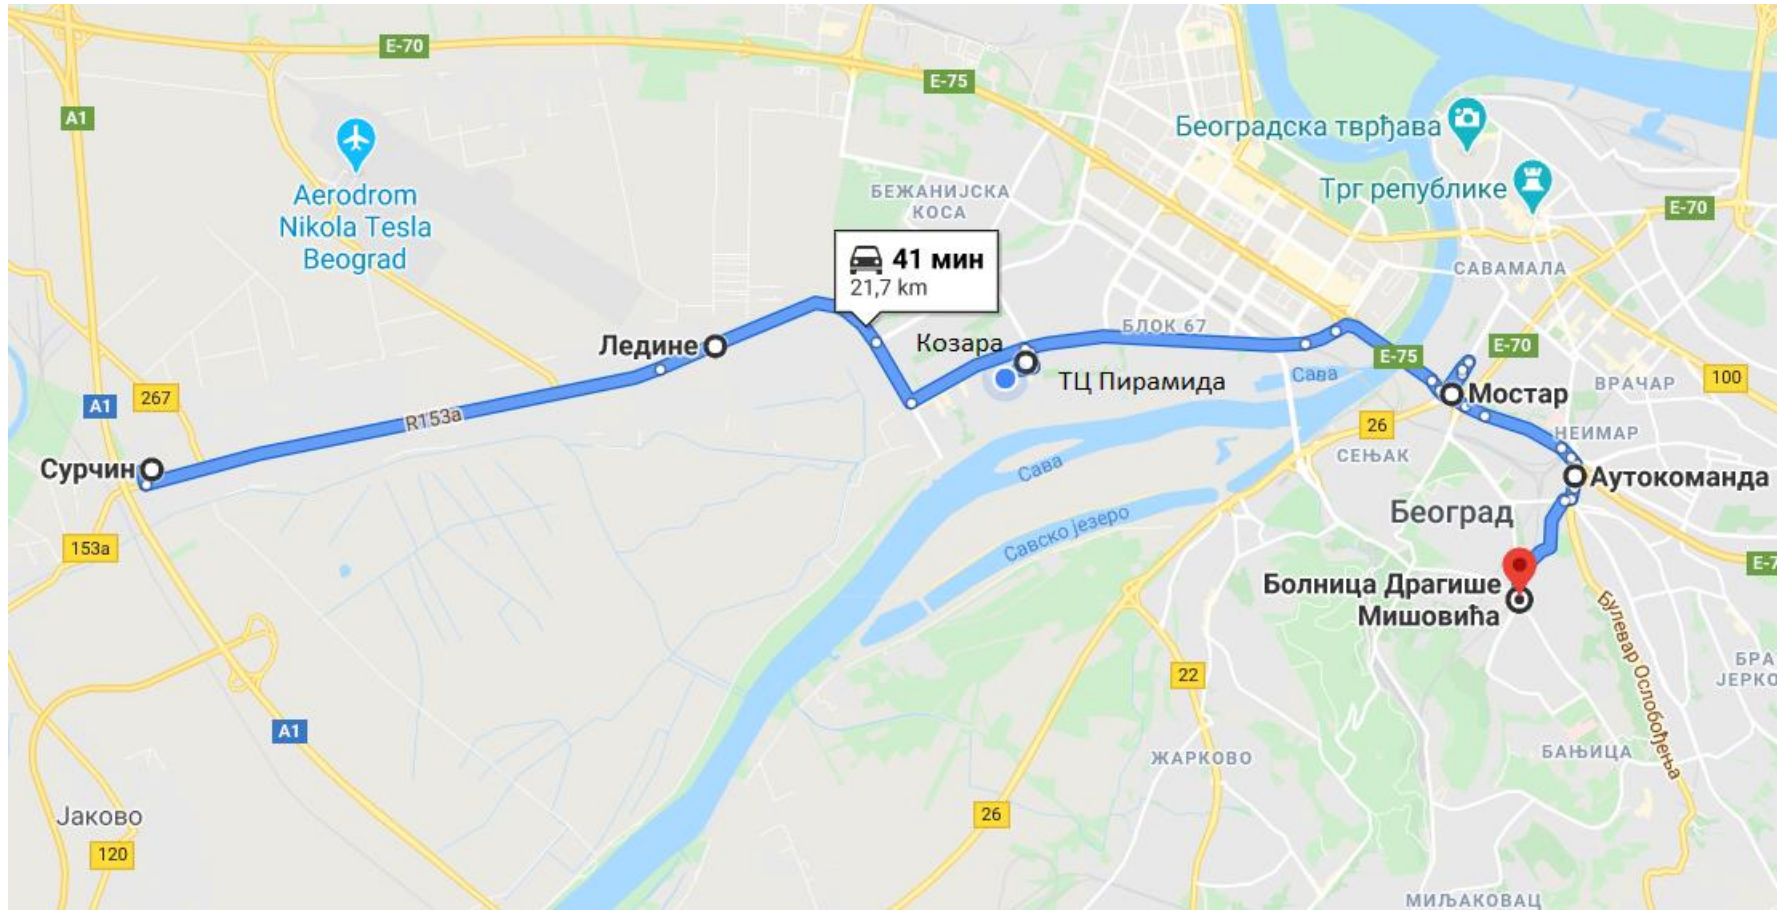 E-70
E-75
A1
Београдска тврђава
Трг републике
Aerodrom
Nikola Tesla
Beograd
БЕЖАНИЈСКА
КОСА
E-70
41 мин
21,7 km
САВАМАЛА
БЛОК 67
Козара
Ледине
E-75
E-70
ТЦ Пирамида
Сава
ВРАЧАР
100
Мостар
267
A1
R153a
26
НЕИМАР
СЕЊАК
Сурчин
Сава
Аутокоманда
Београд
Савско језеро
153a
E-7
Болница Драгише
Мишовића
Булевар Ослобођења
22
БРА
ЈЕРКО
A1
ЖАРКОВО
БАЊИЦА
Јаково
26
120
МИЉАКОВАЦ